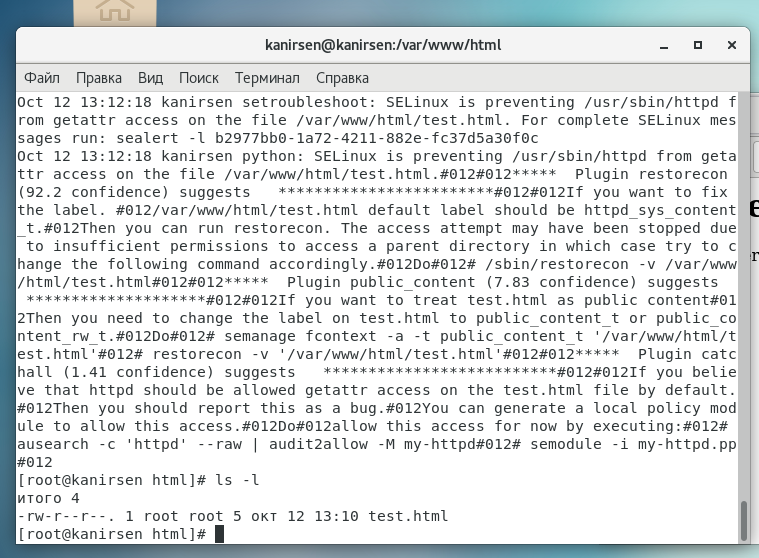 kanirsen@kanirsen:/var/www/html
Файл Правка Вид Поиск Терминал Справка
Oct 12 13:12:18 kanirsen setroubleshoot: SELinux is preventing /usr/sbin/httpd f
rom getattr access on the file /var/www/html/test.html. For complete SELinux mes
sages run: sealert -l b2977bb0-1a72-4211-882e-fc37d5a30f0c
Oct 12 13:12:18 kanirsen python: SELinux is preventing /usr/sbin/httpd from geta
ttr access on the file /var/www/html/test.html.#012#012***** Plugin restorecon
(92.2 confidence) suggests ************************#012#012If you want to fix
the label. #012/var/www/html/test.html default label should be httpd_sys_content
_t.#012Then you can run restorecon. The access attempt may have been stopped due
to insufficient permissions to access a parent directory in which case try to c
hange the following command accordingly.#012Do#012# /sbin/restorecon -v /var/www
/html/test.html#012#012***** Plugin public_content (7.83 confidence) suggests
********************#012#012If you want to treat test.html as public content#01
2Then you need to change the label on test.html to public_content_t or public_co
ntent_rw_t.#012Do#012# semanage fcontext -a -t public_content_t '/var/www/html/t
est.html'#012# restorecon -v '/var/www/html/test.html'#012#012***** Plugin catc
hall (1.41 confidence) suggests **************************#012#012If you belie
ve that httpd should be allowed getattr access on the test.html file by default.
#012Then you should report this as a bug.#012You can generate a local policy mod
ule to allow this access.#012Do#012allow this access for now by executing:#012#
ausearch -c 'httpd' --raw | audit2allow -M my-httpd#012# semodule -i my-httpd.pp
#012
[root@kanirsen html]# ls -l
итого 4
-rw-r--r--. 1 root root 5 окт 12 13:10 test.html
[root@kanirsen html]#